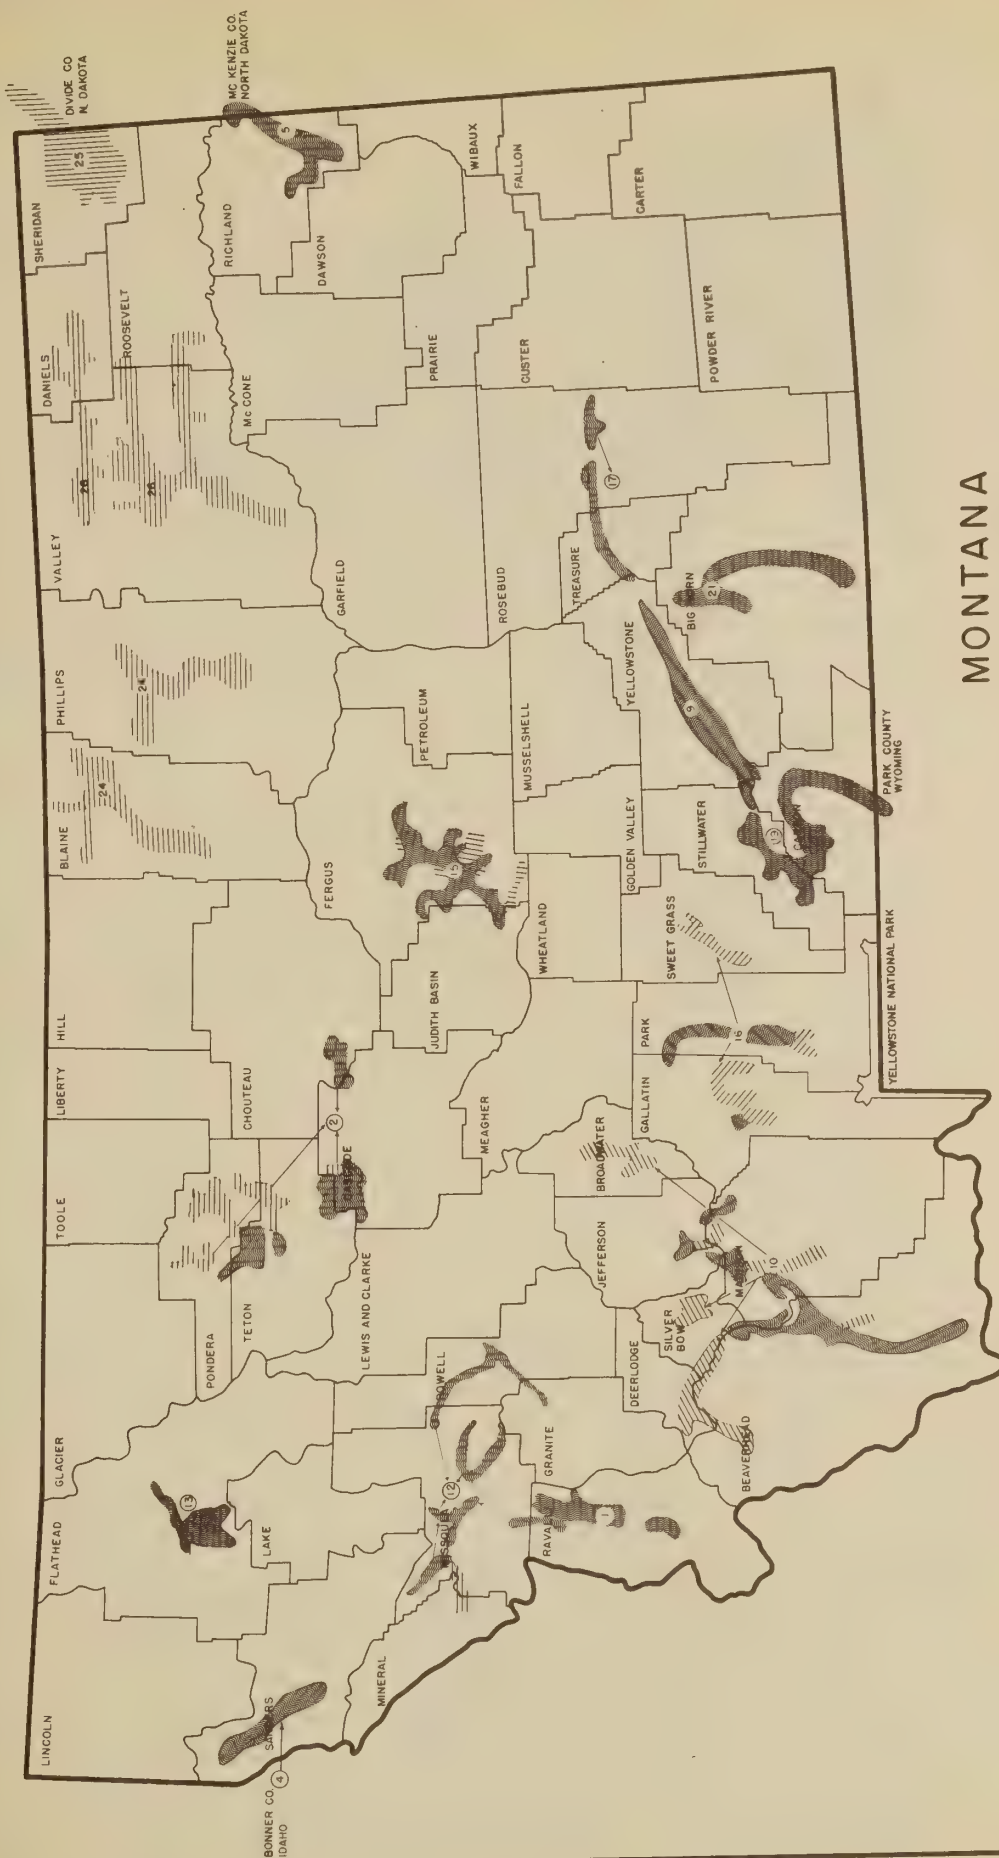 DIVIDE CO
N. DAKOTA
MC KENZIE CO.
NORTH DAKOTA
25
SHERIDAN
5
WIBAUX
FALLON
CARTER
RICHLAND
DAWSON
DANIELS
ROOSEVELT
26
26
Mc CONE
PRAIRIE
CUSTER
POWDER RIVER
17
VALLEY
GARFIELD
ROSEBUD
TREASURE
BIG HORN
21
PHILLIPS
24
PETROLEUM
MUSSELSHELL
YELLOWSTONE
9
BLAINE
24
FERGUS
15
GOLDEN VALLEY
STILLWATER
13
CARBON
PARK COUNTY
WYOMING
WHEATLAND
SWEET GRASS
HILL
JUDITH BASIN
PARK
16
YELLOWSTONE NATIONAL PARK
LIBERTY
CHOUTEAU
2
CASCADE
MEAGHER
GALLATIN
BROADWATER
TOOLE
JEFFERSON
MADISON
10
PONDERA
TETON
LEWIS AND CLARKE
POWELL
DEERLODGE
SILVER
BOW
BEAVERHEAD
GLACIER
FLATHEAD
13
LAKE
12
MISSOULA
GRANITE
RAVALLI
1
LINCOLN
SANDERS
MINERAL
4
BONNER CO.
IDAHO
MONTANA